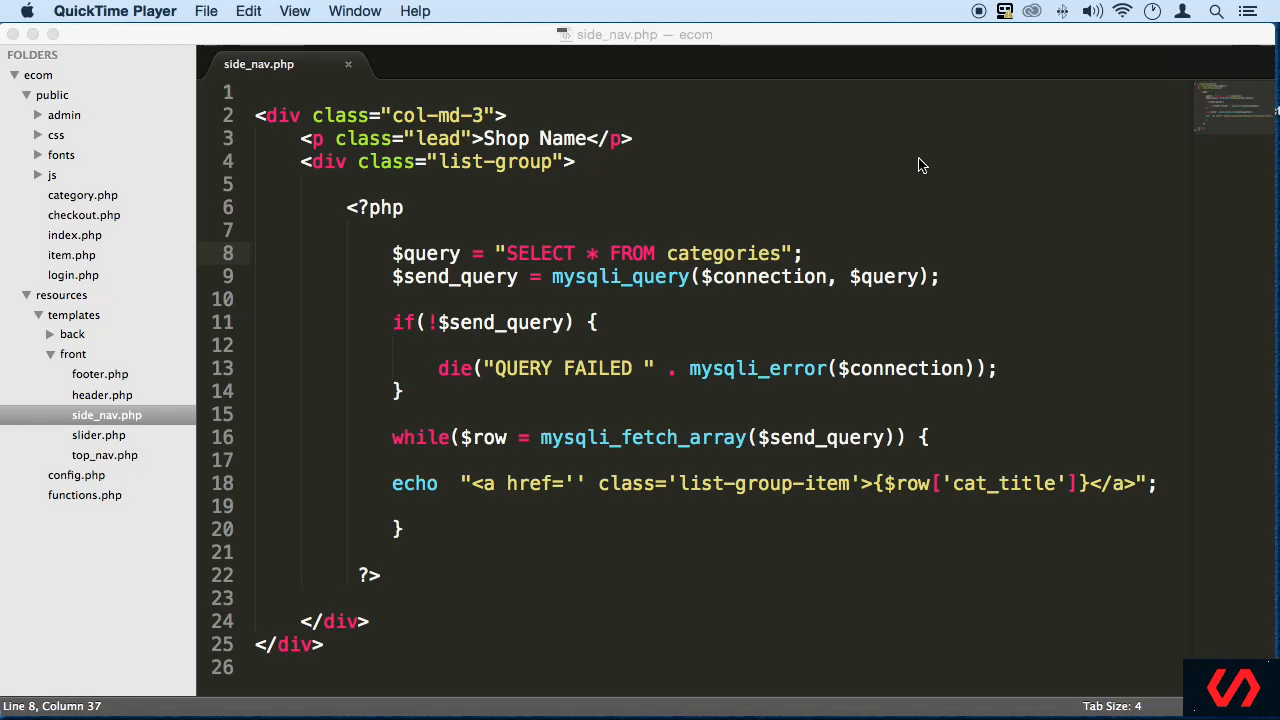 QuickTime Player File Edit View Window Help
side_nav.php — ecom
FOLDERS
ecom
public
admin
css
fonts
js
category.php
checkout.php
index.php
item.php
login.php
resources
templates
back
front
footer.php
header.php
side_nav.php
slider.php
top_nav.php
config.php
functions.php
side_nav.php ×
1
2 <div class="col-md-3">
3 <p class="lead">Shop Name</p>
4 <div class="list-group">
5
6 <?php
7
8 $query = "SELECT * FROM categories";
9 $send_query = mysqli_query($connection, $query);
10
11 if(!$send_query) {
12
13 die("QUERY FAILED " . mysqli_error($connection));
14 }
15
16 while($row = mysqli_fetch_array($send_query)) {
17
18 echo "<a href='' class='list-group-item'>{$row['cat_title']}</a>";
19
20 }
21
22 ?>
23
24 </div>
25 </div>
26
Line 8, Column 37
Tab Size: 4